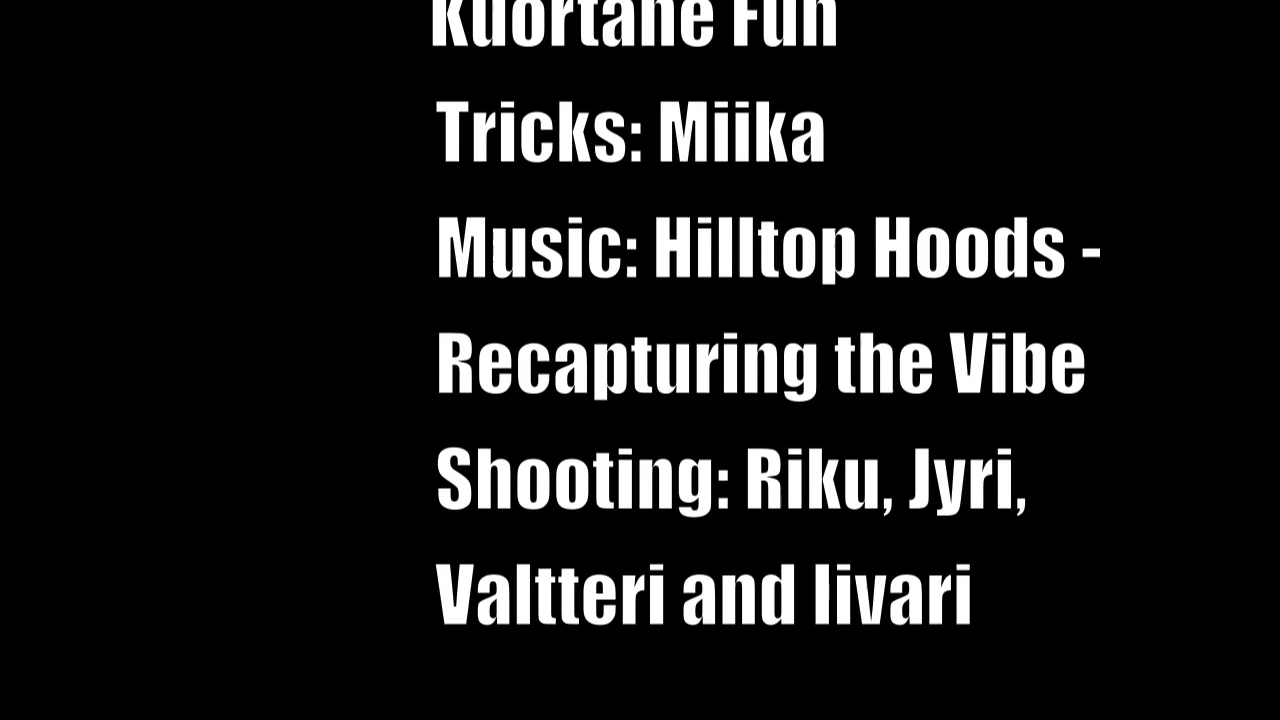 Kuortane Fun
Tricks: Miika
Music: Hilltop Hoods -
Recapturing the Vibe
Shooting: Riku, Jyri,
Valtteri and Iivari